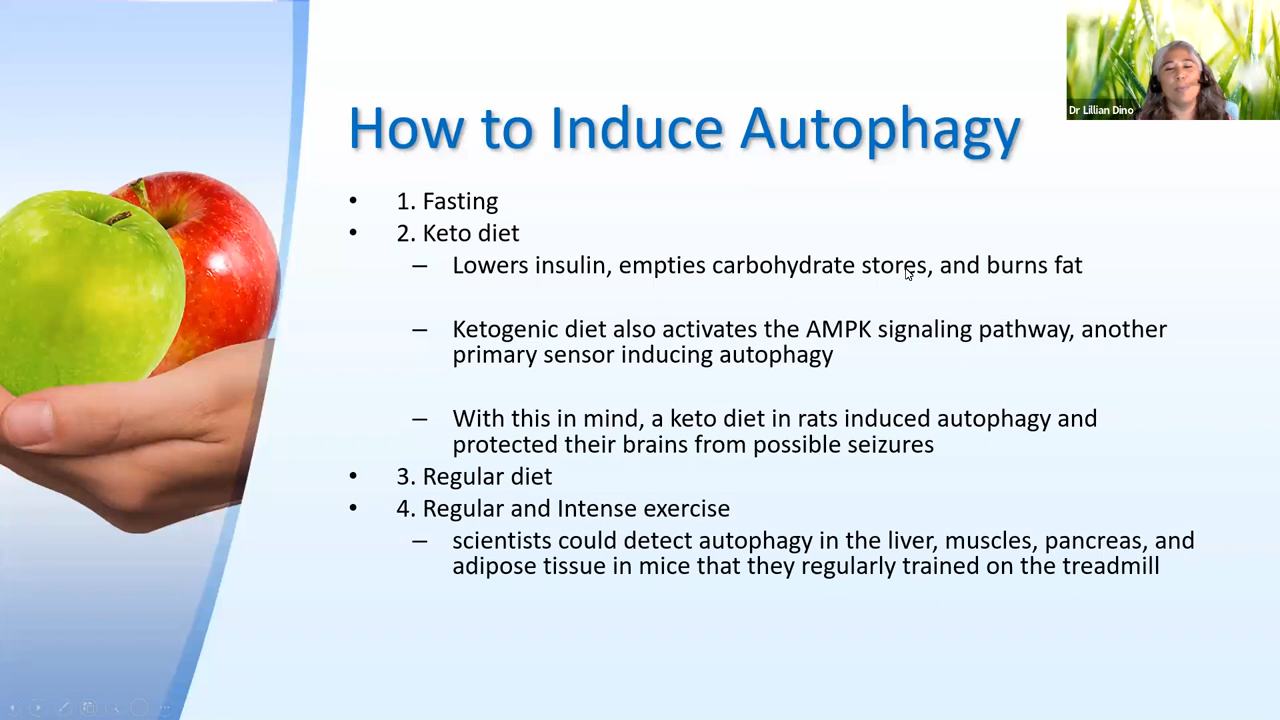 Dr Lillian Dino
How to Induce Autophagy
• 1. Fasting
• 2. Keto diet
– Lowers insulin, empties carbohydrate stores, and burns fat
– Ketogenic diet also activates the AMPK signaling pathway, another
primary sensor inducing autophagy
– With this in mind, a keto diet in rats induced autophagy and
protected their brains from possible seizures
• 3. Regular diet
• 4. Regular and Intense exercise
– scientists could detect autophagy in the liver, muscles, pancreas, and
adipose tissue in mice that they regularly trained on the treadmill